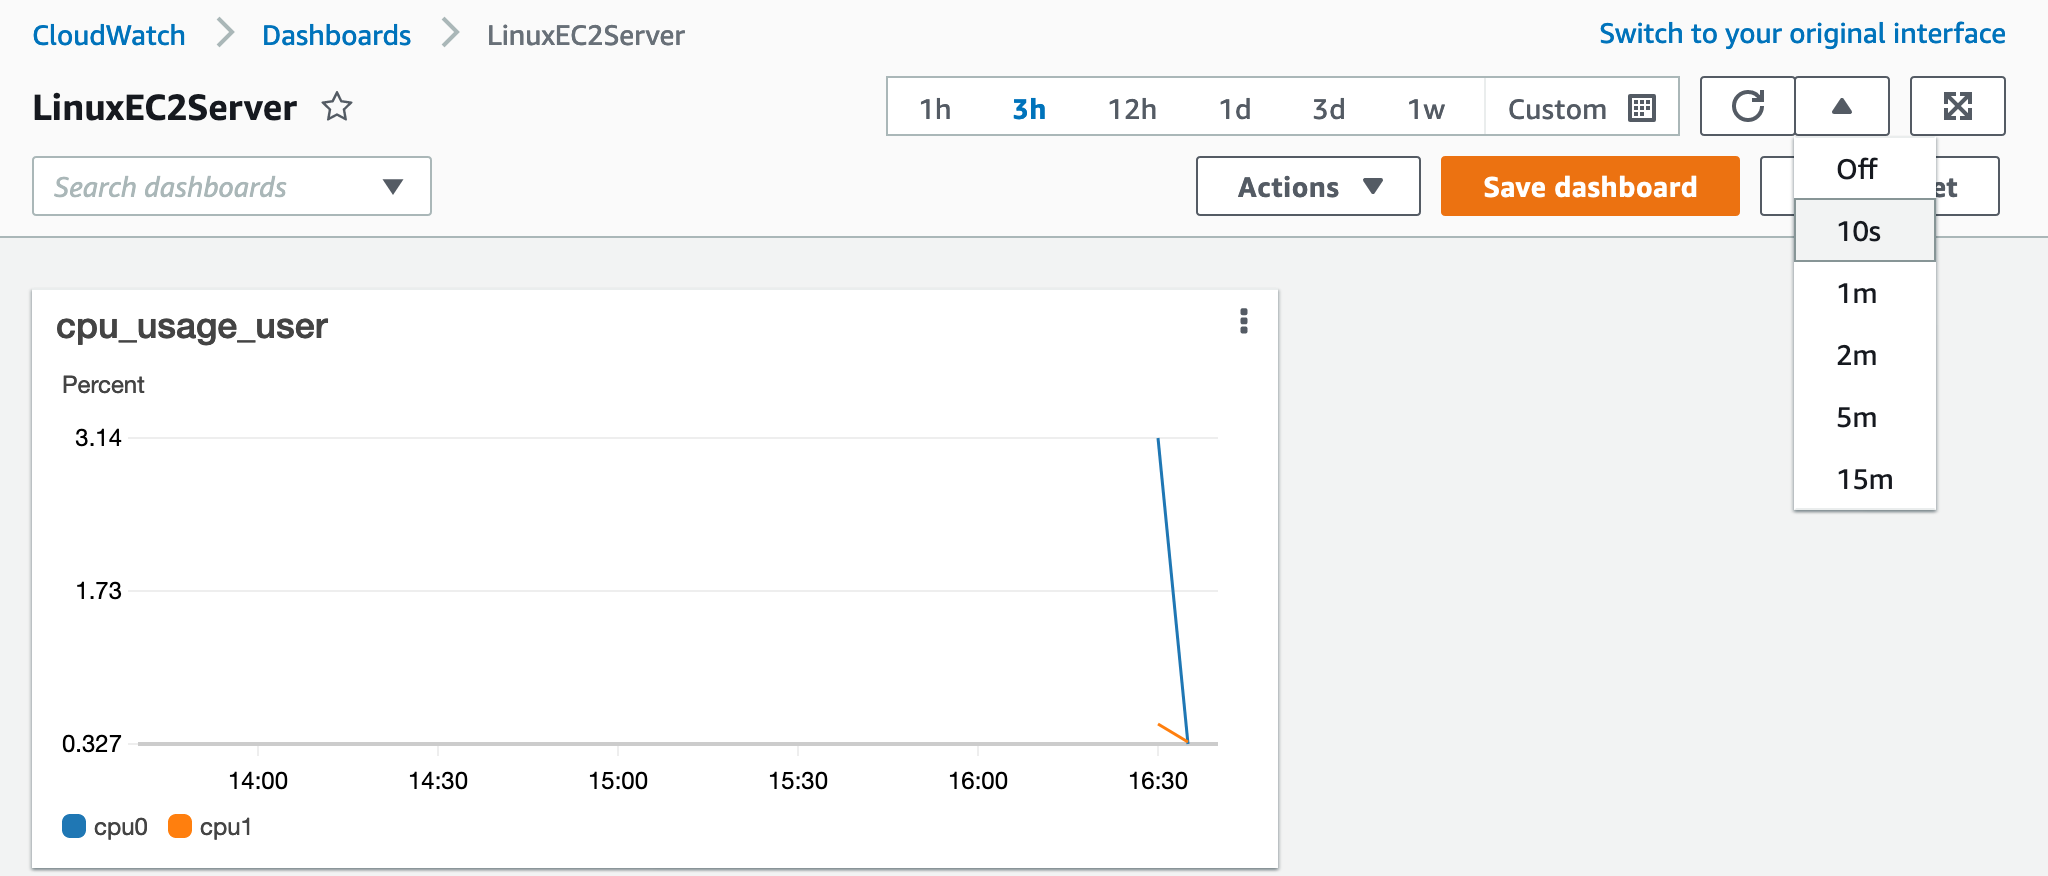 CloudWatch Dashboards LinuxEC2Server
Switch to your original interface
LinuxEC2Server
1h 3h 12h 1d 3d 1w Custom
Search dashboards
Actions Save dashboard
Off
10s
1m
2m
5m
15m
cpu_usage_user
Percent
3.14
1.73
0.327
14:00 14:30 15:00 15:30 16:00 16:30
cpu0 cpu1